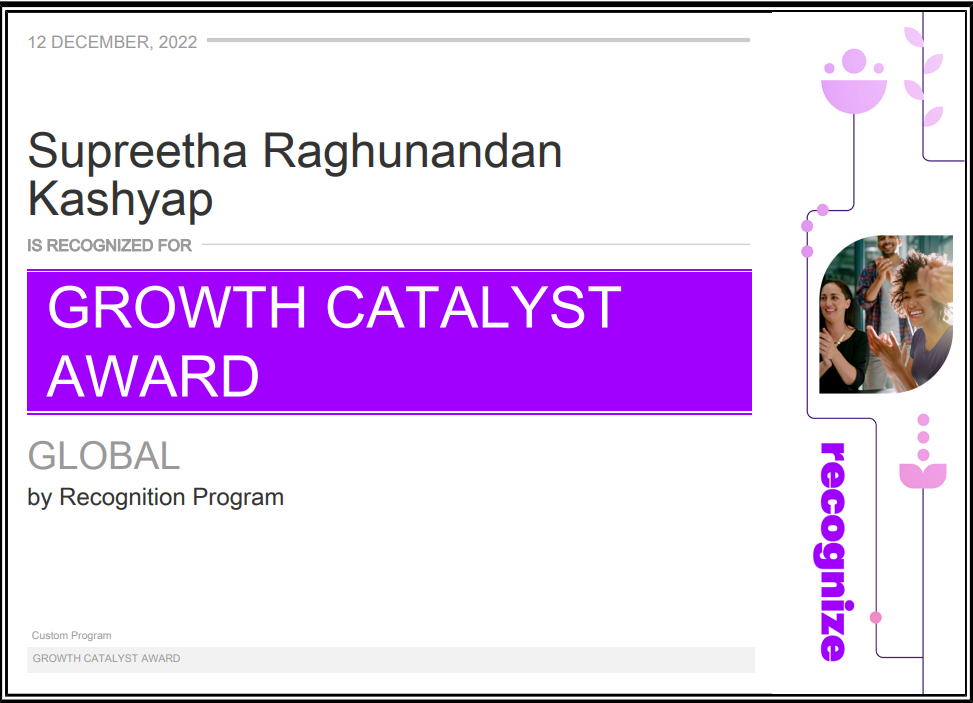 12 DECEMBER, 2022
Supreetha Raghunandan
Kashyap
IS RECOGNIZED FOR
GROWTH CATALYST
AWARD
GLOBAL
by Recognition Program
Custom Program
GROWTH CATALYST AWARD
recognize